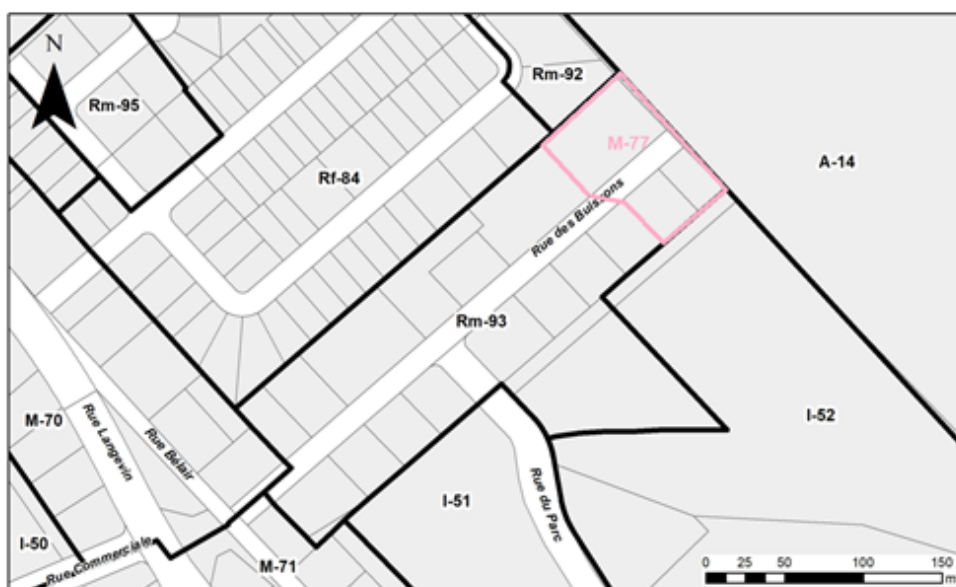 N
Rm-92
Rm-95
M-77
A-14
Rf-84
Rue des Buissons
Rm-93
M-70
Rue Langevin
Rue Bélair
I-52
I-51
Rue du Parc
I-50
Rue Commerciale
M-71
0 25 50 100 150
m